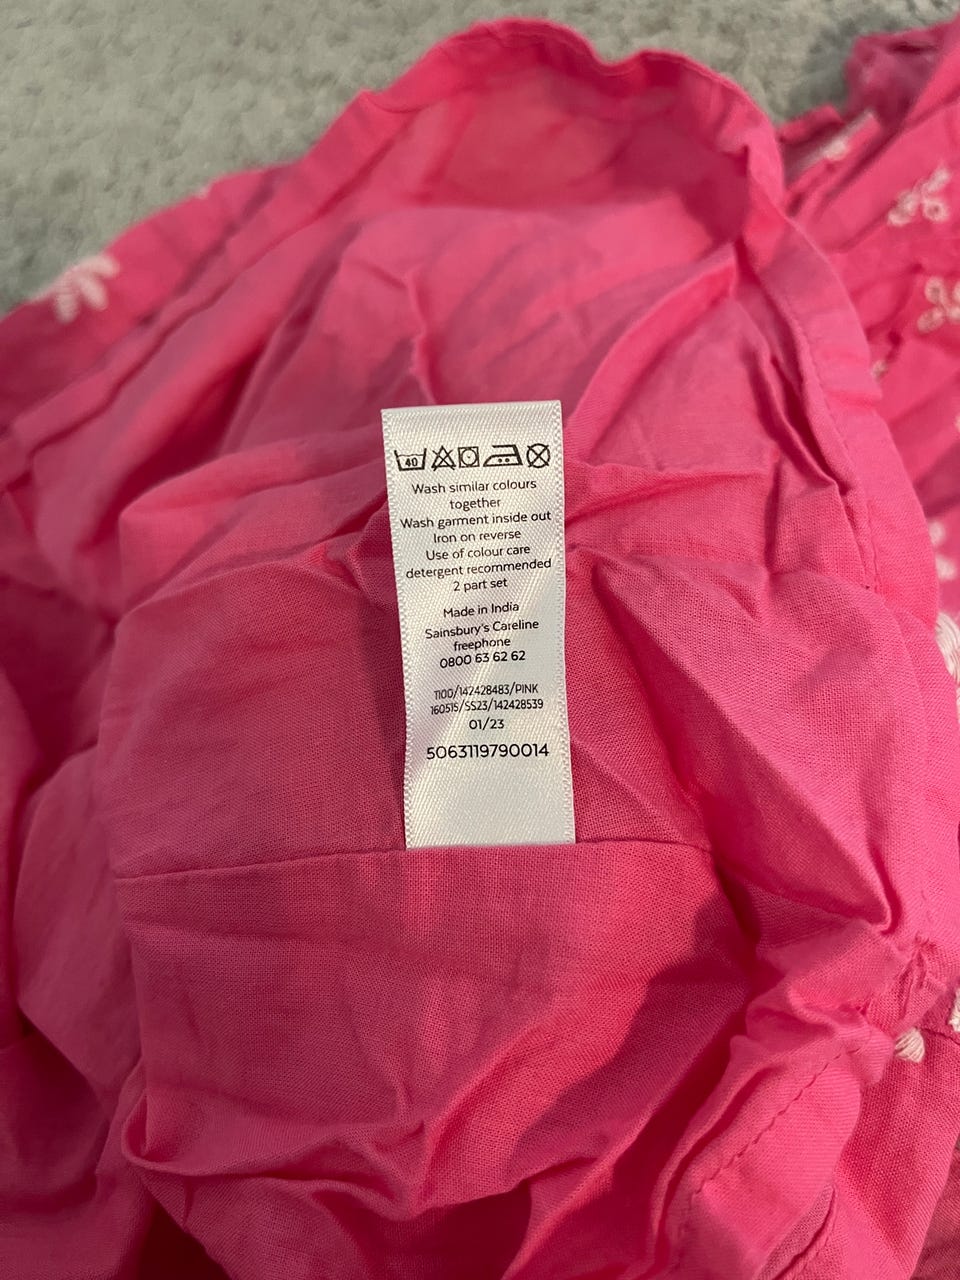 40
Wash similar colours
together
Wash garment inside out
Iron on reverse
Use of colour care
detergent recommended
2 part set
Made in India
Sainsbury's Careline
freephone
0800 63 62 62
1100/142428483/PINK
160515/SS23/142428539
01/23
5063119790014